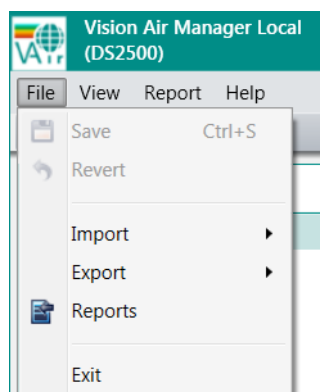 VAir
Vision Air Manager Local
(DS2500)
File View Report Help
Save Ctrl+S
Revert
Import
Export
Reports
Exit